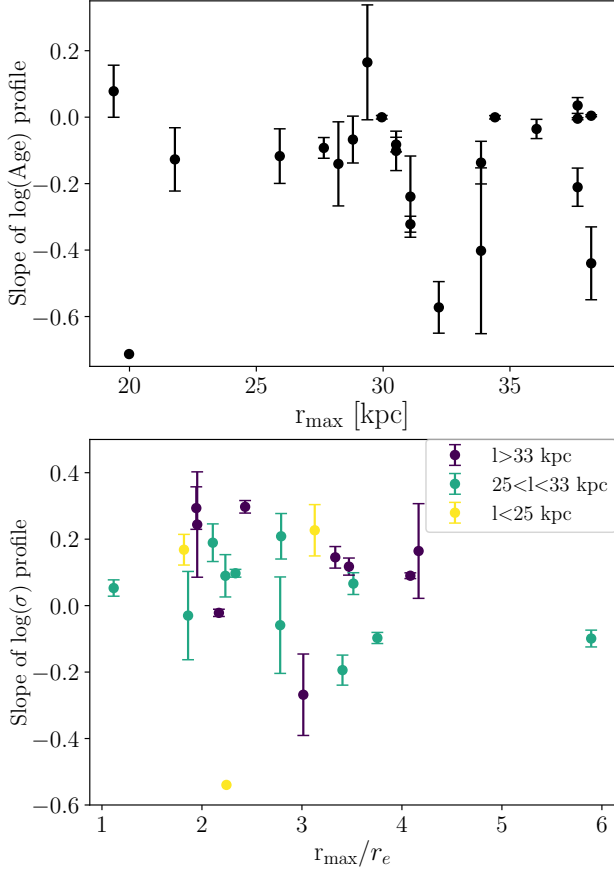 Slope of log(Age) profile
0.2
0.0
−0.2
−0.4
−0.6
20 25 30 35
r_max [kpc]
Slope of log(σ) profile
0.4
0.2
0.0
−0.2
−0.4
−0.6
l>33 kpc
25<l<33 kpc
l<25 kpc
1 2 3 4 5 6
r_max/r_e